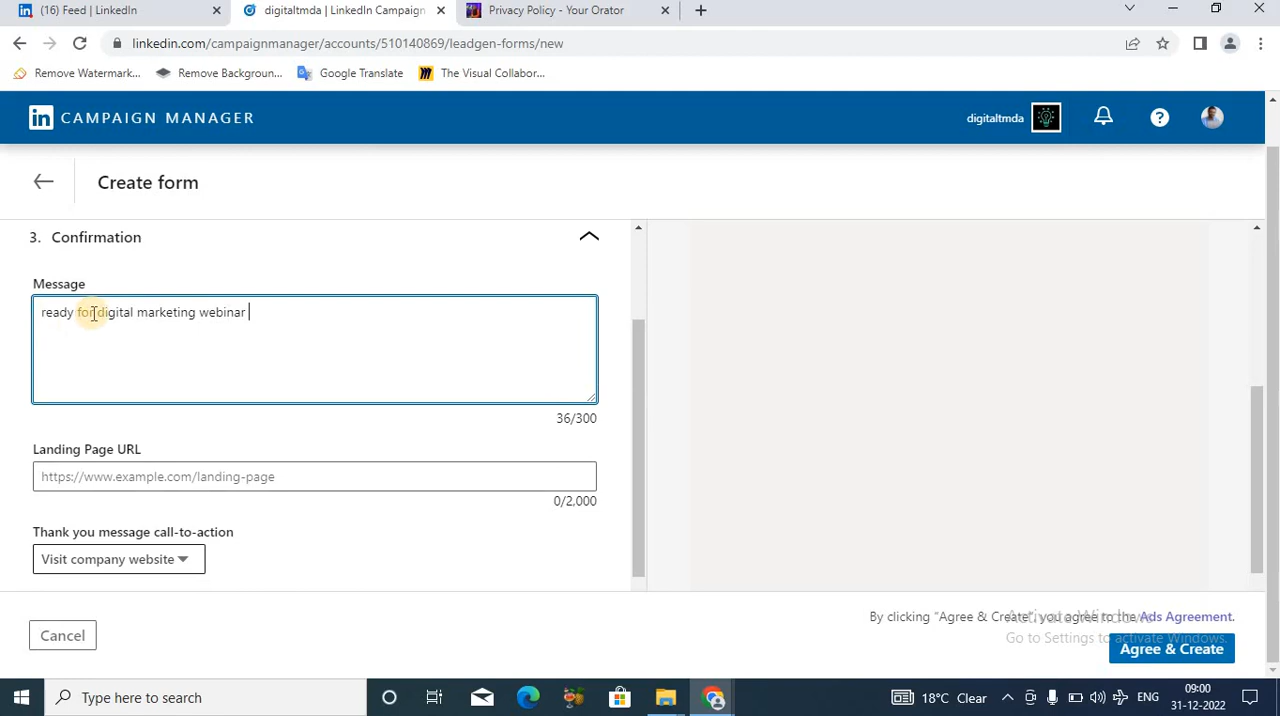 (16) Feed | LinkedIn
digitaltmda | LinkedIn Campaign
Privacy Policy - Your Orator
linkedin.com/campaignmanager/accounts/510140869/leadgen-forms/new
Remove Watermark...
Remove Backgroun...
Google Translate
The Visual Collabor...
in CAMPAIGN MANAGER
digitaltmda
Create form
3. Confirmation
Message
ready for digital marketing webinar
36/300
Landing Page URL
https://www.example.com/landing-page
0/2,000
Thank you message call-to-action
Visit company website
Cancel
By clicking "Agree & Create", you agree to the Ads Agreement.
Activate Windows
Go to Settings to activate Windows.
Agree & Create
Type here to search
18°C Clear
ENG
09:00
31-12-2022